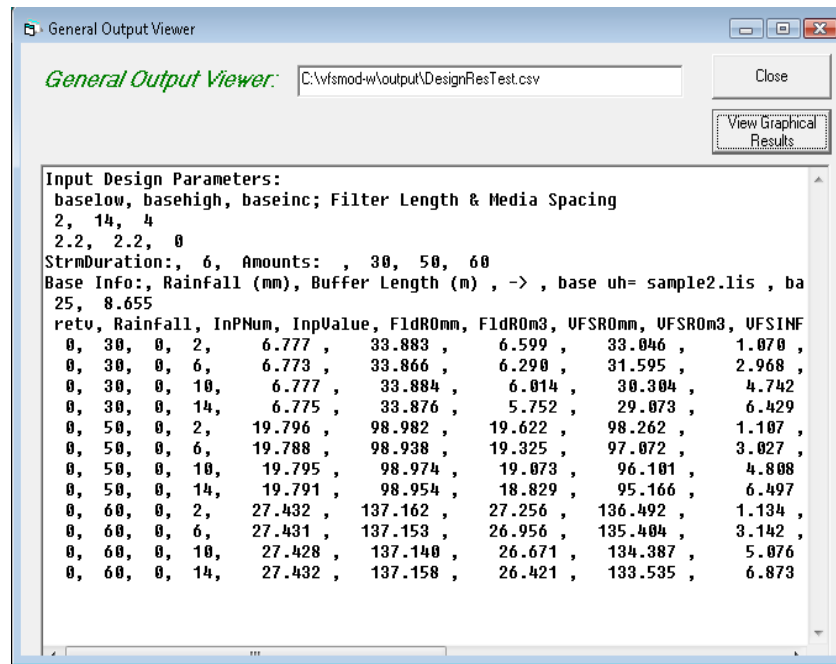 General Output Viewer
General Output Viewer: C:\vfsmod-w\output\DesignResTest.csv Close
View Graphical
Results
Input Design Parameters:
baselow, basehigh, baseinc; Filter Length & Media Spacing
2, 14, 4
2.2, 2.2, 0
StrmDuration:, 6, Amounts: , 30, 50, 60
Base Info:, Rainfall (mm), Buffer Length (m) , -> , base uh= sample2.lis , ba
25, 8.655
retv, Rainfall, InPNum, InpValue, FldROmm, FldROm3, VFSROmm, VFSROm3, VFSINF
0, 30, 0, 2, 6.777 , 33.883 , 6.599 , 33.046 , 1.070 ,
0, 30, 0, 6, 6.773 , 33.866 , 6.290 , 31.595 , 2.968 ,
0, 30, 0, 10, 6.777 , 33.884 , 6.014 , 30.304 , 4.742
0, 30, 0, 14, 6.775 , 33.876 , 5.752 , 29.073 , 6.429
0, 50, 0, 2, 19.796 , 98.982 , 19.622 , 98.262 , 1.107 ,
0, 50, 0, 6, 19.788 , 98.938 , 19.325 , 97.072 , 3.027 ,
0, 50, 0, 10, 19.795 , 98.974 , 19.073 , 96.101 , 4.808
0, 50, 0, 14, 19.791 , 98.954 , 18.829 , 95.166 , 6.497
0, 60, 0, 2, 27.432 , 137.162 , 27.256 , 136.492 , 1.134 ,
0, 60, 0, 6, 27.431 , 137.153 , 26.956 , 135.404 , 3.142 ,
0, 60, 0, 10, 27.428 , 137.140 , 26.671 , 134.387 , 5.076
0, 60, 0, 14, 27.432 , 137.158 , 26.421 , 133.535 , 6.873